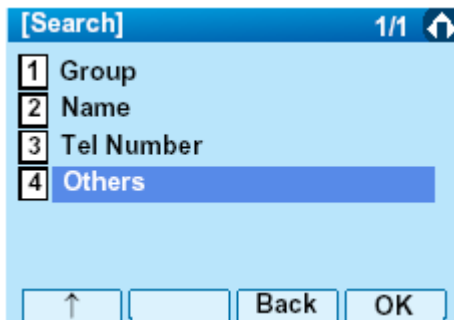 [Search] 1/1
1 Group
2 Name
3 Tel Number
4 Others
↑ Back OK